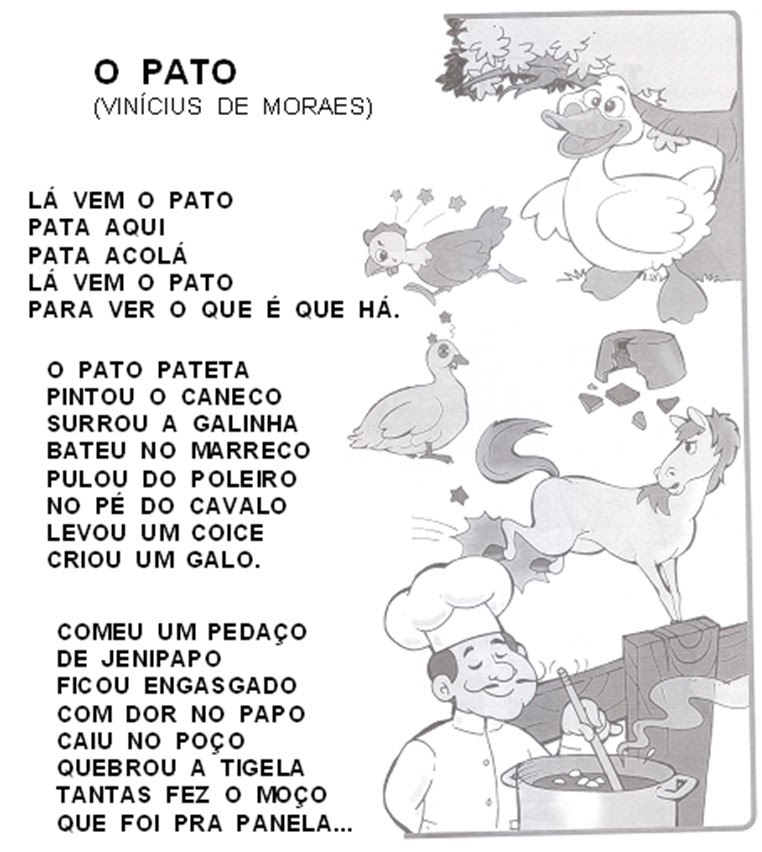 O PATO
(VINÍCIUS DE MORAES)
LÁ VEM O PATO
PATA AQUI
PATA ACOLÁ
LÁ VEM O PATO
PARA VER O QUE É QUE HÁ.
O PATO PATETA
PINTOU O CANECO
SURROU A GALINHA
BATEU NO MARRECO
PULOU DO POLEIRO
NO PÉ DO CAVALO
LEVOU UM COICE
CRIOU UM GALO.
COMEU UM PEDAÇO
DE JENIPAPO
FICOU ENGASGADO
COM DOR NO PAPO
CAIU NO POÇO
QUEBROU A TIGELA
TANTAS FEZ O MOÇO
QUE FOI PRA PANELA...